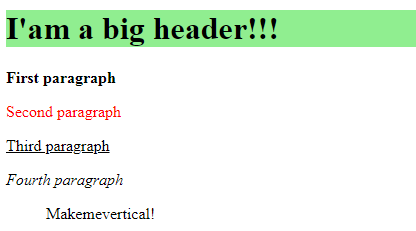 I'am a big header!!!
First paragraph
Second paragraph
Third paragraph
Fourth paragraph
Makemevertical!